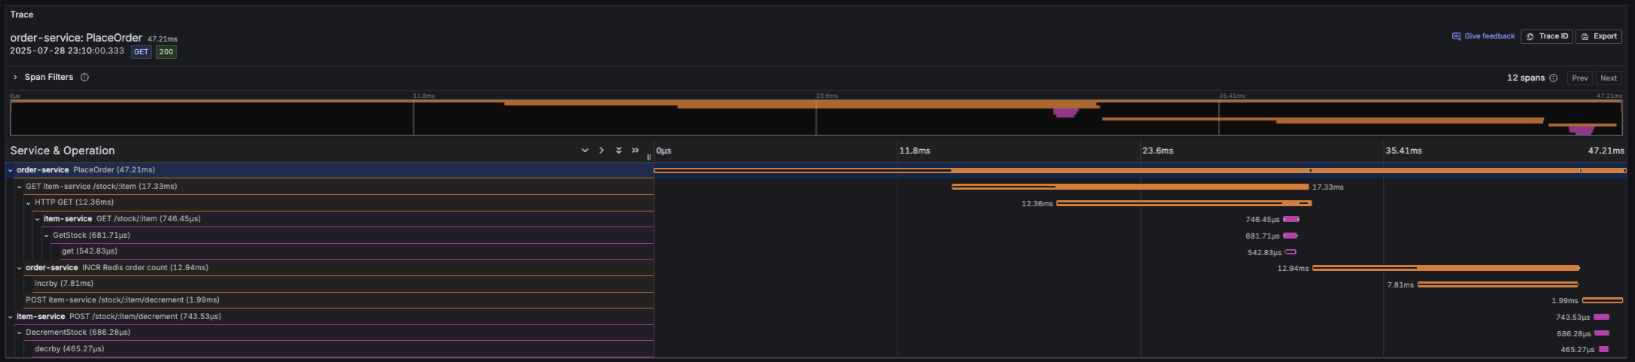 Trace
order-service: PlaceOrder 47.21ms
2025-07-28 23:10:00.333 GET 200
Give feedback Trace ID Export
Span Filters
12 spans Prev Next
0µs 11.8ms 23.6ms 35.41ms 47.21ms
Service & Operation 0µs 11.8ms 23.6ms 35.41ms 47.21ms
order-service PlaceOrder (47.21ms)
GET item-service /stock/:item (17.33ms) 17.33ms
HTTP GET (12.36ms) 12.36ms
item-service GET /stock/:item (746.45µs) 746.45µs
GetStock (681.71µs) 681.71µs
get (542.83µs) 542.83µs
order-service INCR Redis order count (12.94ms) 12.94ms
incrby (7.81ms) 7.81ms
POST item-service /stock/:item/decrement (1.99ms) 1.99ms
item-service POST /stock/:item/decrement (743.53µs) 743.53µs
DecrementStock (686.28µs) 686.28µs
decrby (465.27µs) 465.27µs